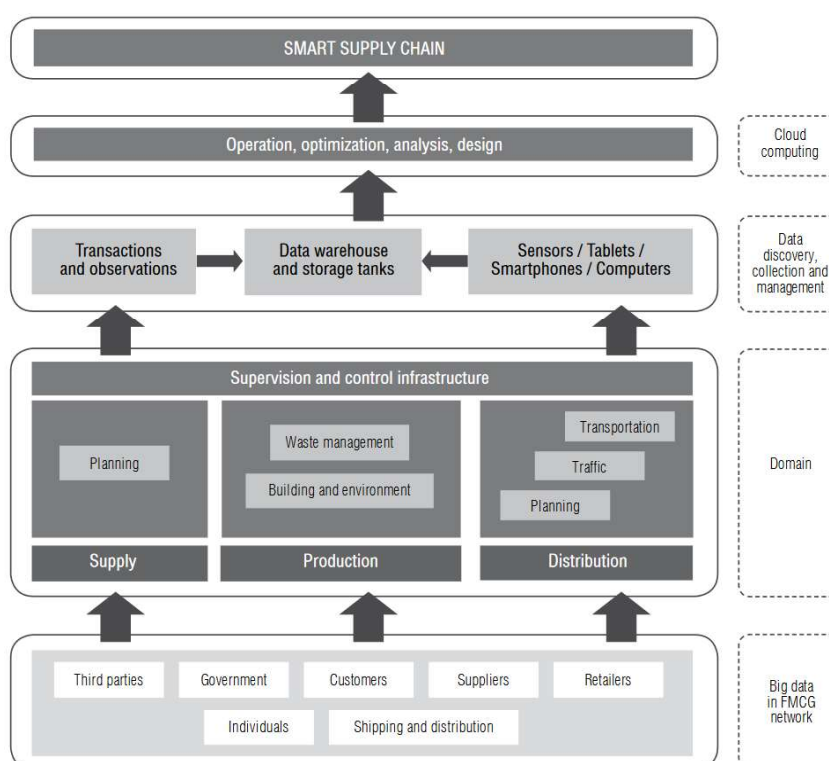 SMART SUPPLY CHAIN
Operation, optimization, analysis, design
Cloud
computing
Transactions
and observations
Data warehouse
and storage tanks
Sensors / Tablets /
Smartphones / Computers
Data
discovery,
collection and
management
Supervision and control infrastructure
Planning
Waste management
Building and environment
Transportation
Traffic
Planning
Domain
Supply
Production
Distribution
Third parties
Government
Customers
Suppliers
Retailers
Individuals
Shipping and distribution
Big data
in FMCG
network